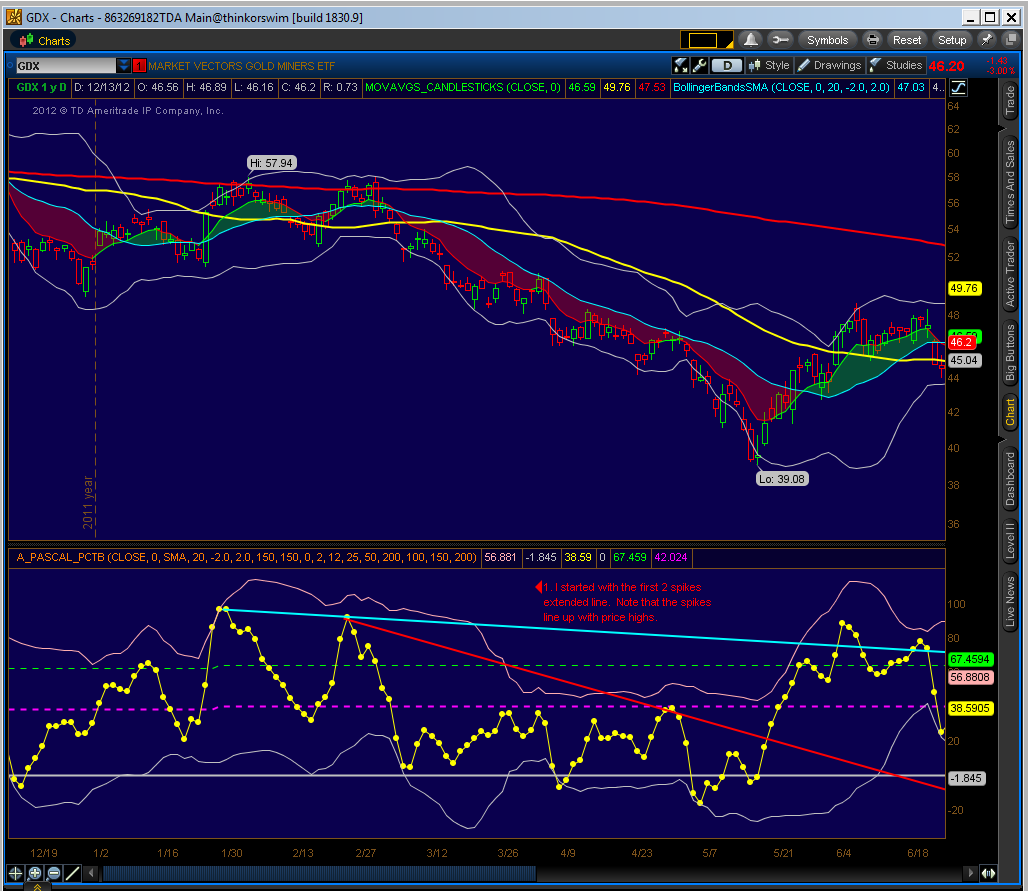 GDX - Charts - 863269182TDA Main@thinkorswim [build 1830.9]
Charts
Symbols
Reset
Setup
GDX
MARKET VECTORS GOLD MINERS ETF
D
Style
Drawings
Studies
46.20
-1.43
-3.00%
GDX 1 y D
D: 12/13/12
O: 46.56
H: 46.89
L: 46.16
C: 46.2
R: 0.73
MOVAVGS_CANDLESTICKS (CLOSE, 0)
46.59
49.76
47.53
BollingerBandsSMA (CLOSE, 0, 20, -2.0, 2.0)
47.03
4...
2012 © TD Ameritrade IP Company, Inc.
Hi: 57.94
Lo: 39.08
2011 year
64
62
60
58
56
54
52
49.76
48
46.2
45.04
44
42
40
38
36
A_PASCAL_PCTB (CLOSE, 0, SMA, 20, -2.0, 2.0, 150, 150, 0, 2, 12, 25, 50, 200, 100, 150, 200)
56.881
-1.845
38.59
0
67.459
42.024
1. I started with the first 2 spikes
extended line. Note that the spikes
line up with price highs.
100
80
67.4594
56.8808
38.5905
20
-1.845
-20
12/19
1/2
1/16
1/30
2/13
2/27
3/12
3/26
4/9
4/23
5/7
5/21
6/4
6/18
Trade
Times And Sales
Active Trader
Big Buttons
Chart
Dashboard
Level II
Live News